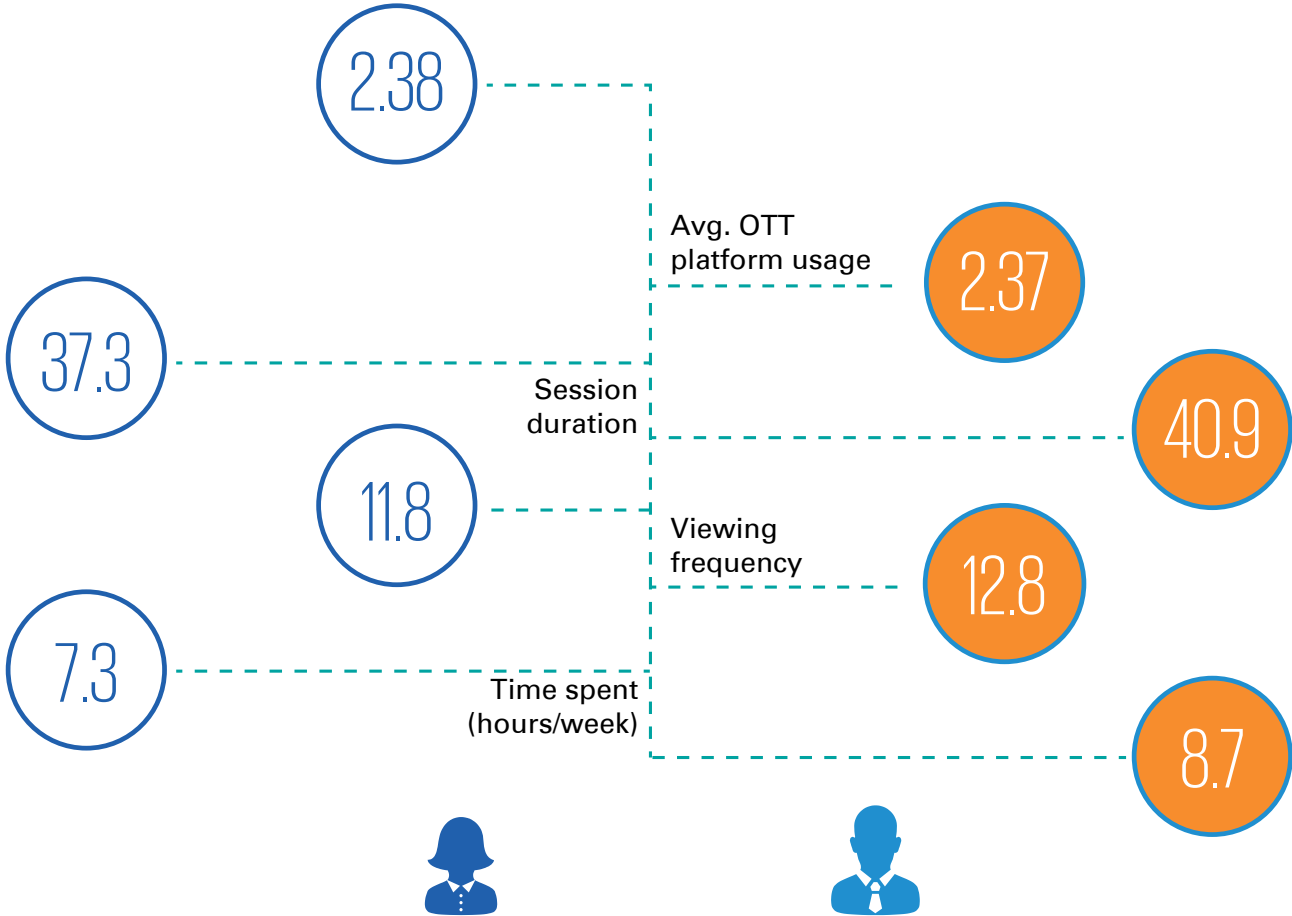 2.38
Avg. OTT
platform usage
2.37
37.3
Session
duration
40.9
11.8
Viewing
frequency
12.8
7.3
Time spent
(hours/week)
8.7